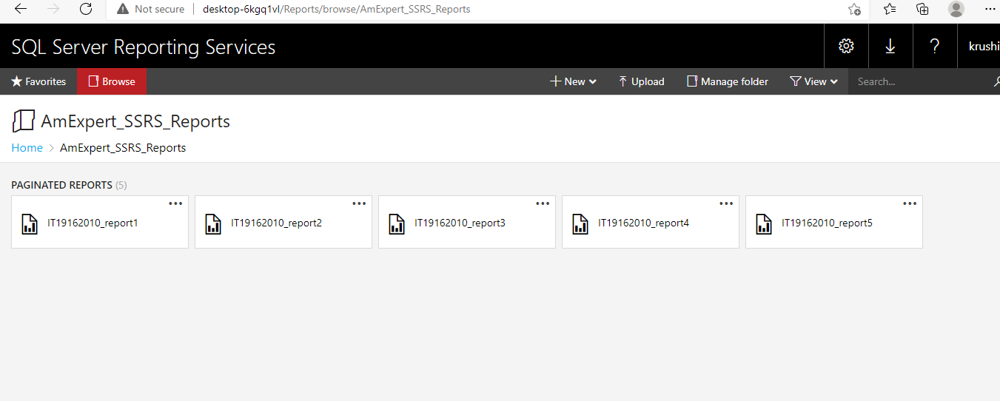 Not secure desktop-6kgq1vl/Reports/browse/AmExpert_SSRS_Reports
SQL Server Reporting Services
? krushi
Favorites Browse New Upload Manage folder View Search...
AmExpert_SSRS_Reports
Home > AmExpert_SSRS_Reports
PAGINATED REPORTS (5)
IT19162010_report1 IT19162010_report2 IT19162010_report3 IT19162010_report4 IT19162010_report5